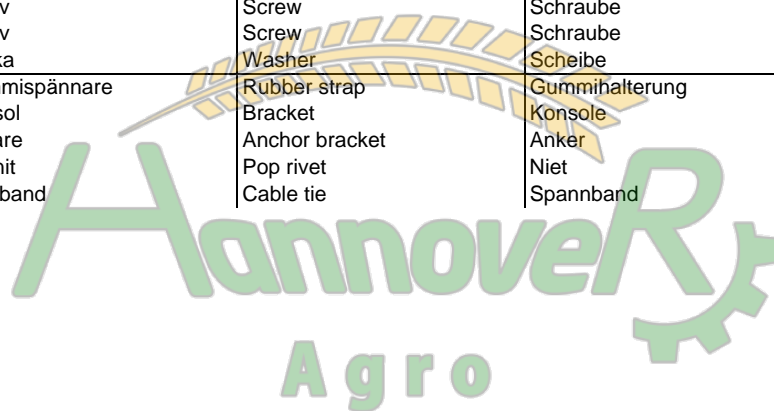 v Screw Schraube
v Screw Schraube
ka Washer Scheibe
mmispännare Rubber strap Gummihalterung
sol Bracket Konsole
are Anchor bracket Anker
nit Pop rivet Niet
band Cable tie Spannband
HannoveR
Agro